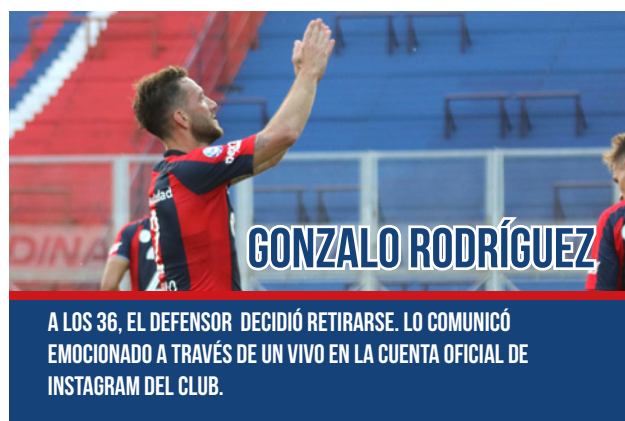 GONZALO RODRÍGUEZ
A LOS 36, EL DEFENSOR DECIDIÓ RETIRARSE. LO COMUNICÓ
EMOCIONADO A TRAVÉS DE UN VIVO EN LA CUENTA OFICIAL DE
INSTAGRAM DEL CLUB.